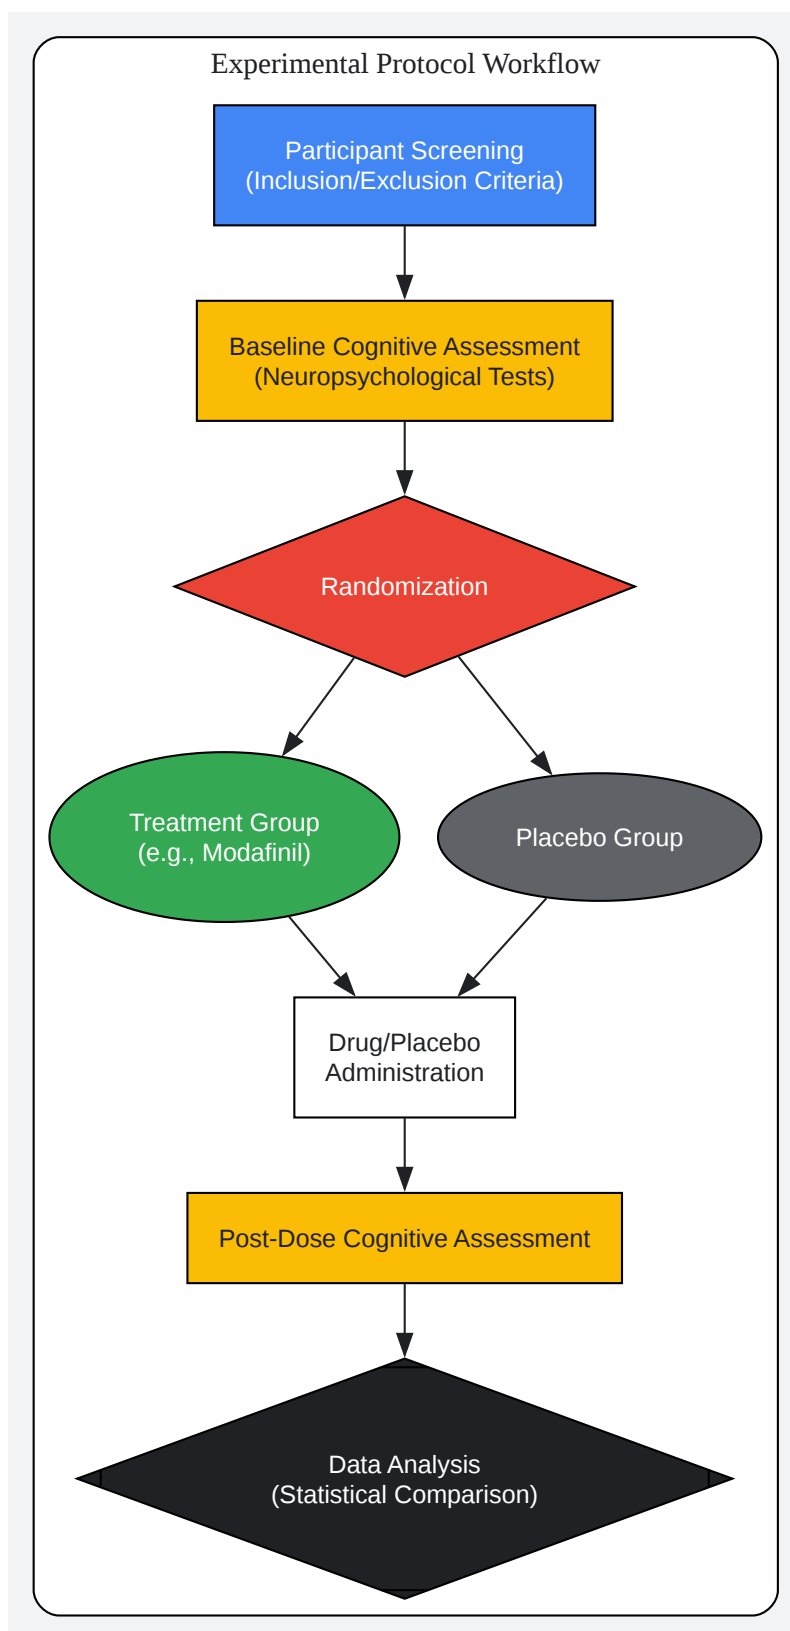 Experimental Protocol Workflow
Participant Screening
(Inclusion/Exclusion Criteria)
Baseline Cognitive Assessment
(Neuropsychological Tests)
Randomization
Treatment Group
(e.g., Modafinil)
Placebo Group
Drug/Placebo
Administration
Post-Dose Cognitive Assessment
Data Analysis
(Statistical Comparison)